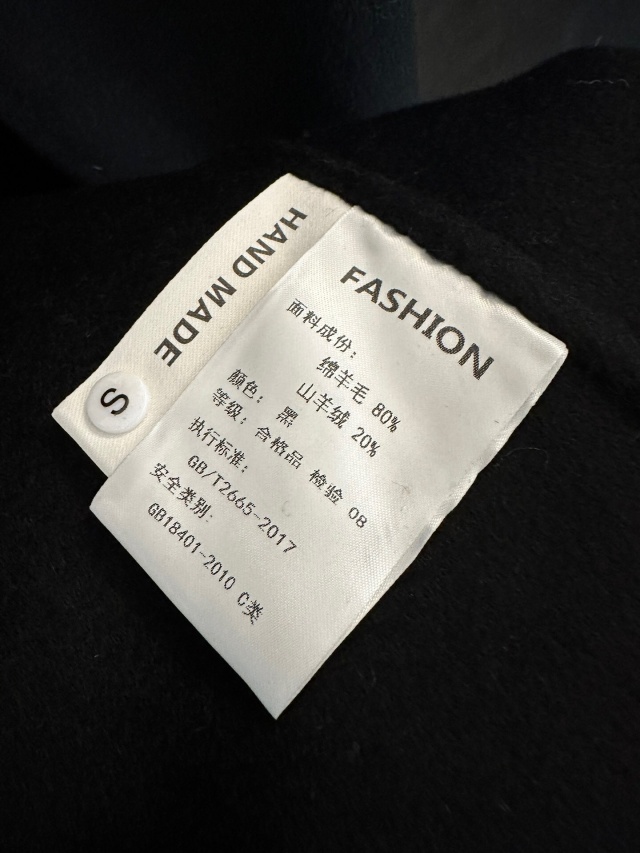 HAND MADE
S
FASHION
面料成份:
绵羊毛 80%
山羊绒 20%
颜色: 黑
等级: 合格品 检验 08
执行标准:
GB/T2665-2017
安全类别:
GB18401-2010 C类